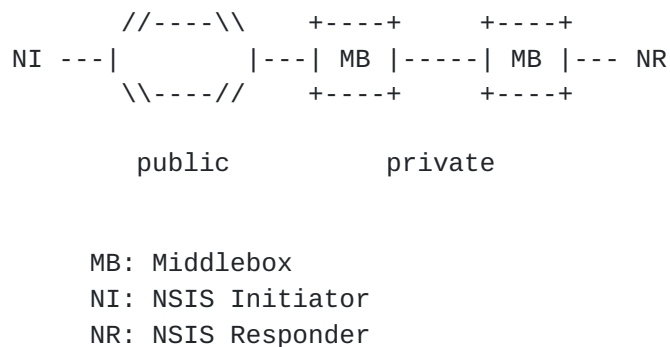 //----\\ +----+ +----+
NI ---| |---| MB |-----| MB |--- NR
\\----// +----+ +----+
public private
MB: Middlebox
NI: NSIS Initiator
NR: NSIS Responder